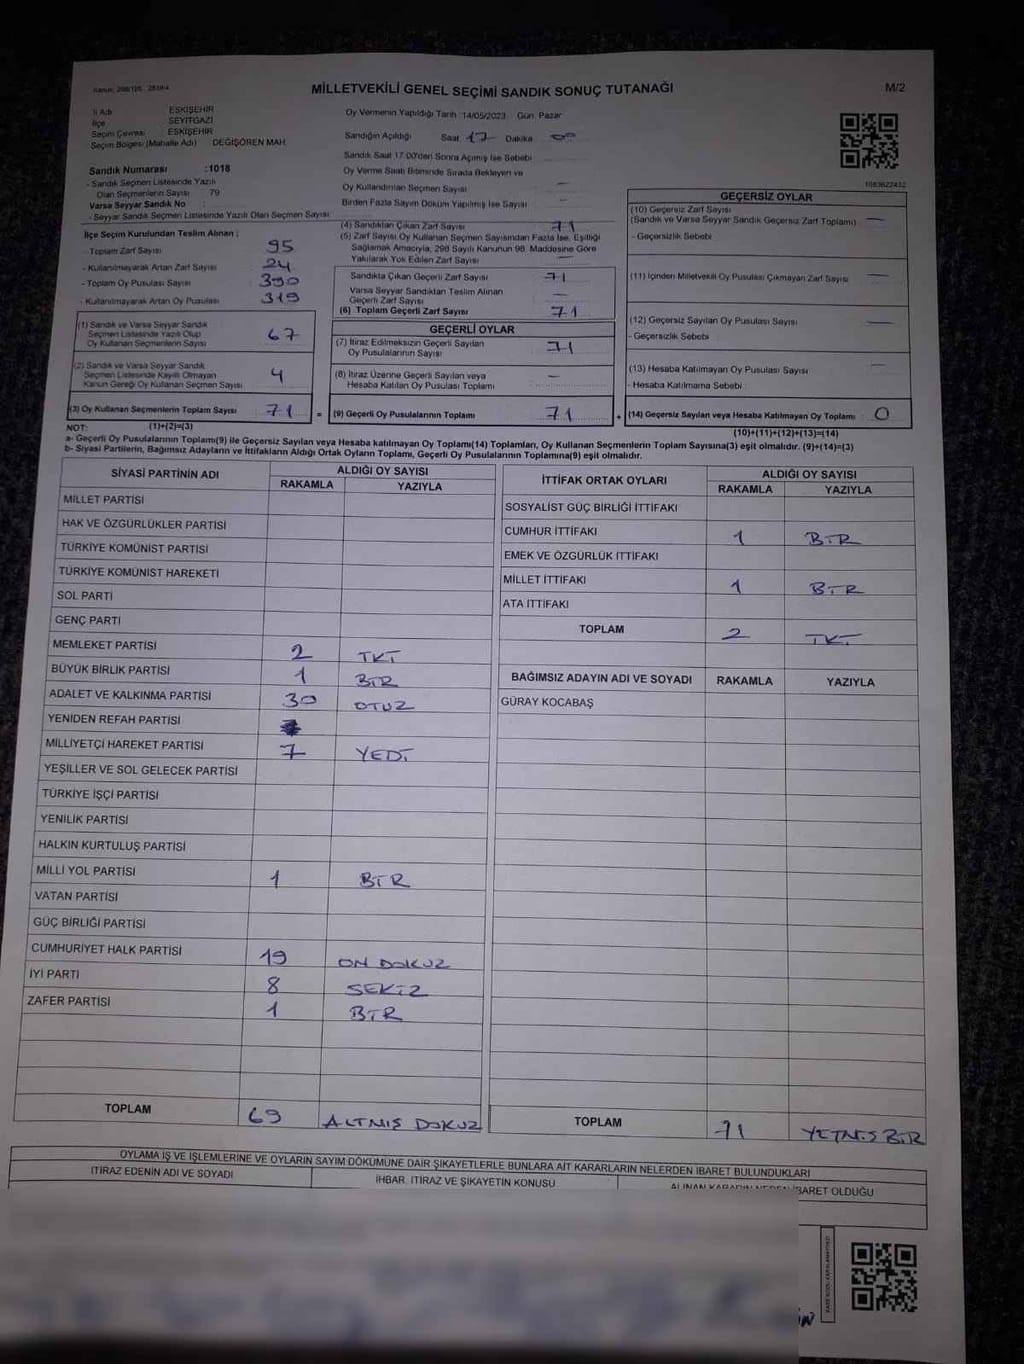 MİLLETVEKİLİ GENEL SEÇİMİ SANDIK SONUÇ TUTANAĞI
M/2
İl Adı : ESKİŞEHİR
İlçe : SEYİTGAZİ
Seçim Çevresi : ESKİŞEHİR
Seçim Bölgesi (Mahalle Adı) DEĞİŞÖREN MAH.
Sandık Numarası :1018
- Sandık Seçmen Listesinde Yazılı
Olan Seçmenlerin Sayısı 79
Varsa Seyyar Sandık No :
- Seyyar Sandık Seçmen Listesinde Yazılı Olan Seçmen Sayısı
Oy Vermenin Yapıldığı Tarih :14/05/2023 Gün: Pazar
Sandığın Açıldığı Saat 17 Dakika 00
Sandık Saat 17.00'den Sonra Açılmış İse Sebebi
Oy Verme Saati Bitiminde Sırada Bekleyen ve
Oy Kullandırılan Seçmen Sayısı —
Birden Fazla Sayım Döküm Yapılmış İse Sayısı —
1083622432
İlçe Seçim Kurulundan Teslim Alınan :
- Toplam Zarf Sayısı 95
- Kullanılmayarak Artan Zarf Sayısı 24
- Toplam Oy Pusulası Sayısı 390
- Kullanılmayarak Artan Oy Pusulası 319
(1) Sandık ve Varsa Seyyar Sandık
Seçmen Listesinde Yazılı Olup
Oy Kullanan Seçmenlerin Sayısı 67
(2) Sandık ve Varsa Seyyar Sandık
Seçmen Listesinde Kayıtlı Olmayan
Kanun Gereği Oy Kullanan Seçmen Sayısı 4
(3) Oy Kullanan Seçmenlerin Toplam Sayısı 71 =
(1)+(2)=(3)
(4) Sandıktan Çıkan Zarf Sayısı 71
(5) Zarf Sayısı Oy Kullanan Seçmen Sayısından Fazla İse, Eşitliği
Sağlamak Amacıyla, 298 Sayılı Kanunun 98. Maddesine Göre
Yakılarak Yok Edilen Zarf Sayısı —
Sandıkta Çıkan Geçerli Zarf Sayısı 71
Varsa Seyyar Sandıktan Teslim Alınan
Geçerli Zarf Sayısı —
(6) Toplam Geçerli Zarf Sayısı 71
GEÇERLİ OYLAR
(7) İtiraz Edilmeksizin Geçerli Sayılan
Oy Pusulalarının Sayısı 71
(8) İtiraz Üzerine Geçerli Sayılan veya
Hesaba Katılan Oy Pusulası Toplamı —
(9) Geçerli Oy Pusulalarının Toplamı 71 +
GEÇERSİZ OYLAR
(10) Geçersiz Zarf Sayısı
(Sandık ve Varsa Seyyar Sandık Geçersiz Zarf Toplamı) —
- Geçersizlik Sebebi
(11) İçinden Milletvekili Oy Pusulası Çıkmayan Zarf Sayısı —
(12) Geçersiz Sayılan Oy Pusulası Sayısı —
- Geçersizlik Sebebi
(13) Hesaba Katılmayan Oy Pusulası Sayısı —
- Hesaba Katılmama Sebebi :
(14) Geçersiz Sayılan veya Hesaba Katılmayan Oy Toplamı 0
(10)+(11)+(12)+(13)=(14)
NOT:
a- Geçerli Oy Pusulalarının Toplamı(9) ile Geçersiz Sayılan veya Hesaba katılmayan Oy Toplamı(14) Toplamları, Oy Kullanan Seçmenlerin Toplam Sayısına(3) eşit olmalıdır. (9)+(14)=(3)
b- Siyasi Partilerin, Bağımsız Adayların ve İttifakların Aldığı Ortak Oyların Toplamı, Geçerli Oy Pusulalarının Toplamına(9) eşit olmalıdır.
SİYASİ PARTİNİN ADI ALDIĞI OY SAYISI
RAKAMLA YAZIYLA
MİLLET PARTİSİ
HAK VE ÖZGÜRLÜKLER PARTİSİ
TÜRKİYE KOMÜNİST PARTİSİ
TÜRKİYE KOMÜNİST HAREKETİ
SOL PARTİ
GENÇ PARTİ
MEMLEKET PARTİSİ 2 İKİ
BÜYÜK BİRLİK PARTİSİ 1 BİR
ADALET VE KALKINMA PARTİSİ 30 OTUZ
YENİDEN REFAH PARTİSİ
MİLLİYETÇİ HAREKET PARTİSİ 7 YEDİ
YEŞİLLER VE SOL GELECEK PARTİSİ
TÜRKİYE İŞÇİ PARTİSİ
YENİLİK PARTİSİ
HALKIN KURTULUŞ PARTİSİ
MİLLİ YOL PARTİSİ 1 BİR
VATAN PARTİSİ
GÜÇ BİRLİĞİ PARTİSİ
CUMHURİYET HALK PARTİSİ 19 ON DOKUZ
İYİ PARTİ 8 SEKİZ
ZAFER PARTİSİ 1 BİR
TOPLAM 69 ALTMIŞ DOKUZ
İTTİFAK ORTAK OYLARI ALDIĞI OY SAYISI
RAKAMLA YAZIYLA
SOSYALİST GÜÇ BİRLİĞİ İTTİFAKI
CUMHUR İTTİFAKI 1 BİR
EMEK VE ÖZGÜRLÜK İTTİFAKI
MİLLET İTTİFAKI 1 BİR
ATA İTTİFAKI
TOPLAM 2 İKİ
BAĞIMSIZ ADAYIN ADI VE SOYADI RAKAMLA YAZIYLA
GÜRAY KOCABAŞ
TOPLAM 71 YETMİŞ BİR
OYLAMA İŞ VE İŞLEMLERİNE VE OYLARIN SAYIM DÖKÜMÜNE DAİR ŞİKAYETLERLE BUNLARA AİT KARARLARIN NELERDEN İBARET BULUNDUKLARI
İTİRAZ EDENİN ADI VE SOYADI
İHBAR, İTİRAZ VE ŞİKAYETİN KONUSU
ALINAN KARARIN NEDEN İBARET OLDUĞU